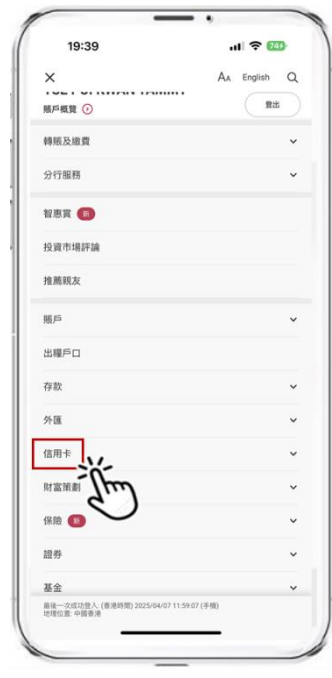 19:39
74
AA English
賬戶概覽
登出
轉賬及繳費
分行服務
智惠賞 新
投資市場評論
推薦親友
賬戶
出糧戶口
存款
外匯
信用卡
財富策劃
保險 新
證券
基金
最後一次成功登入: (香港時間) 2025/04/07 11:59:07 (手機)
地理位置: 中國香港